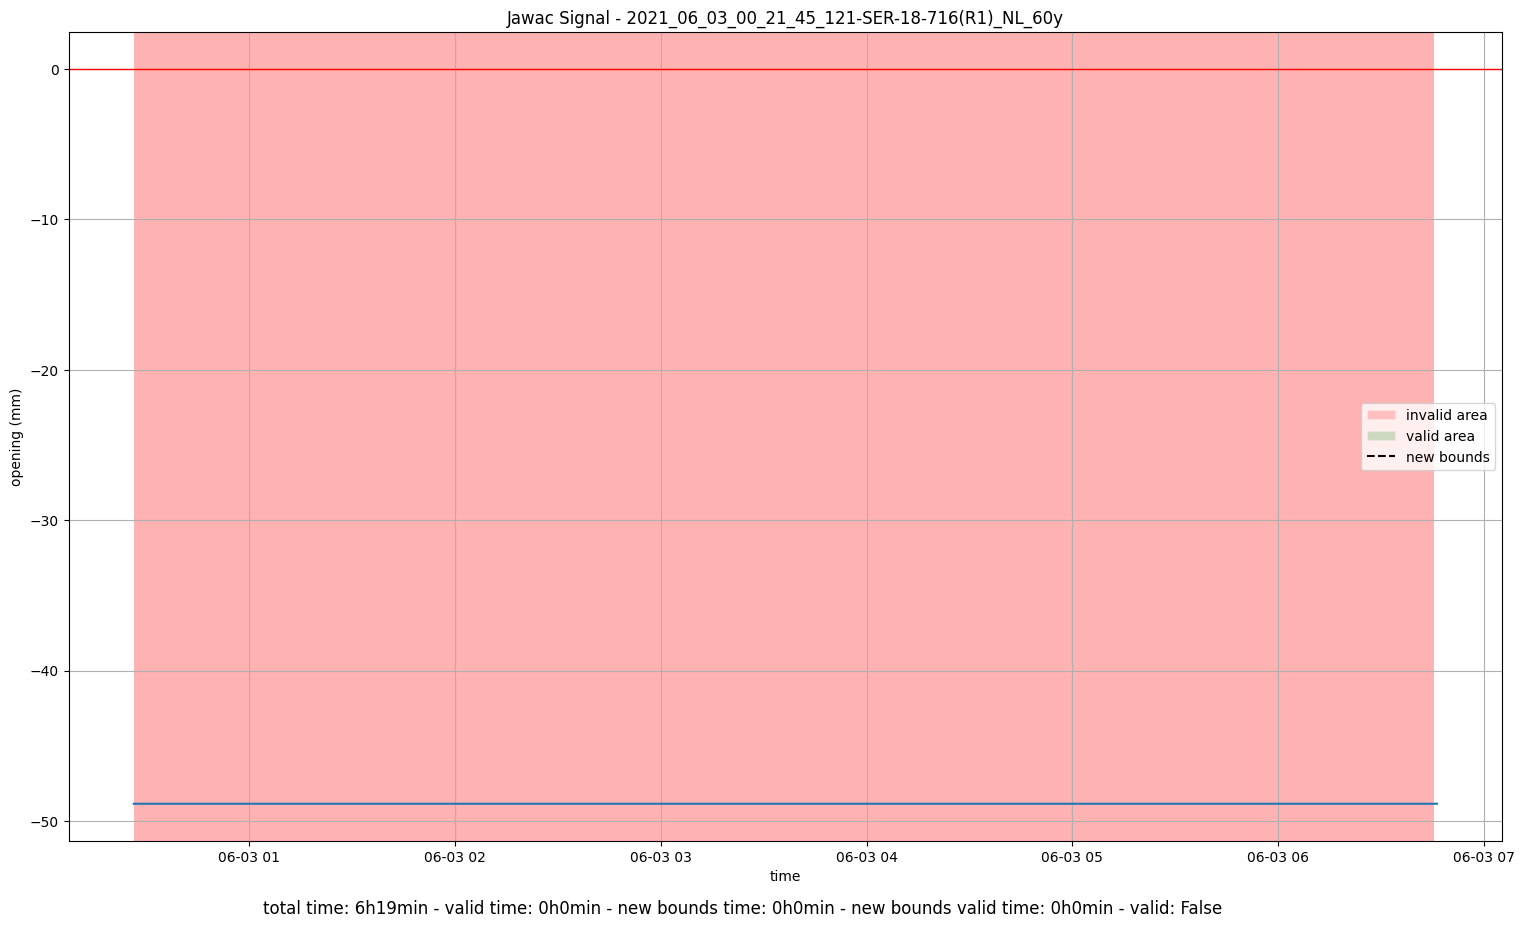 Jawac Signal - 2021_06_03_00_21_45_121-SER-18-716(R1)_NL_60y
0
−10
−20
−30
−40
−50
opening (mm)
invalid area
valid area
new bounds
06-03 01
06-03 02
06-03 03
06-03 04
06-03 05
06-03 06
06-03 07
time
total time: 6h19min - valid time: 0h0min - new bounds time: 0h0min - new bounds valid time: 0h0min - valid: False